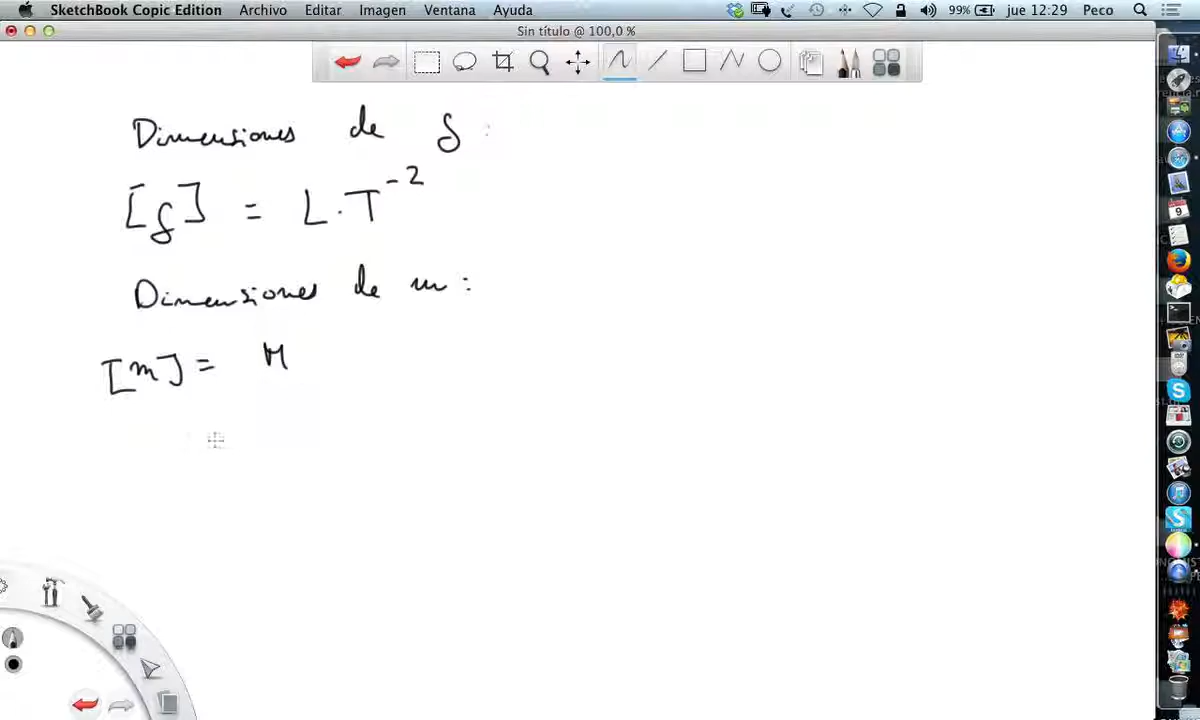 SketchBook Copic Edition Archivo Editar Imagen Ventana Ayuda 99% jue 12:29 Peco
Sin título @ 100,0 %
Dimensiones de g :
[g] = L.T⁻²
Dimensiones de m :
[m] = M